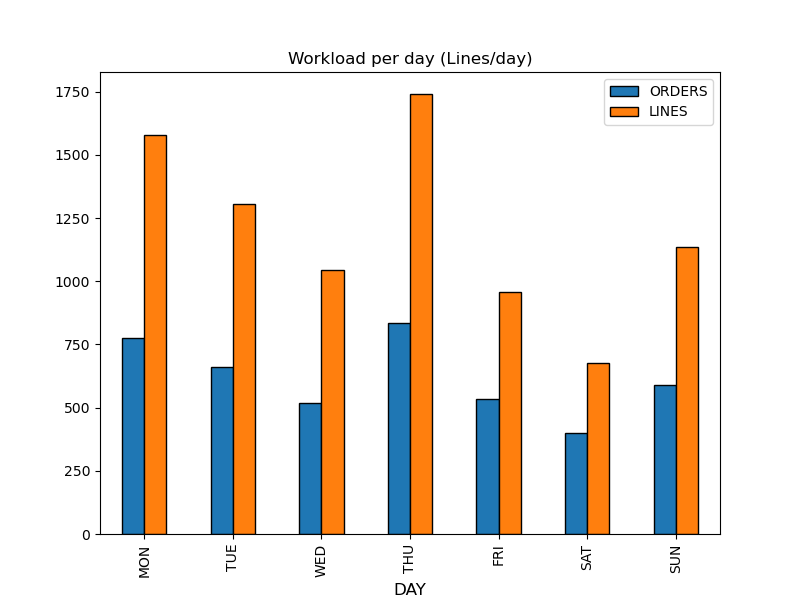 Workload per day (Lines/day)
ORDERS
LINES
1750
1500
1250
1000
750
500
250
0
MON
TUE
WED
THU
FRI
SAT
SUN
DAY